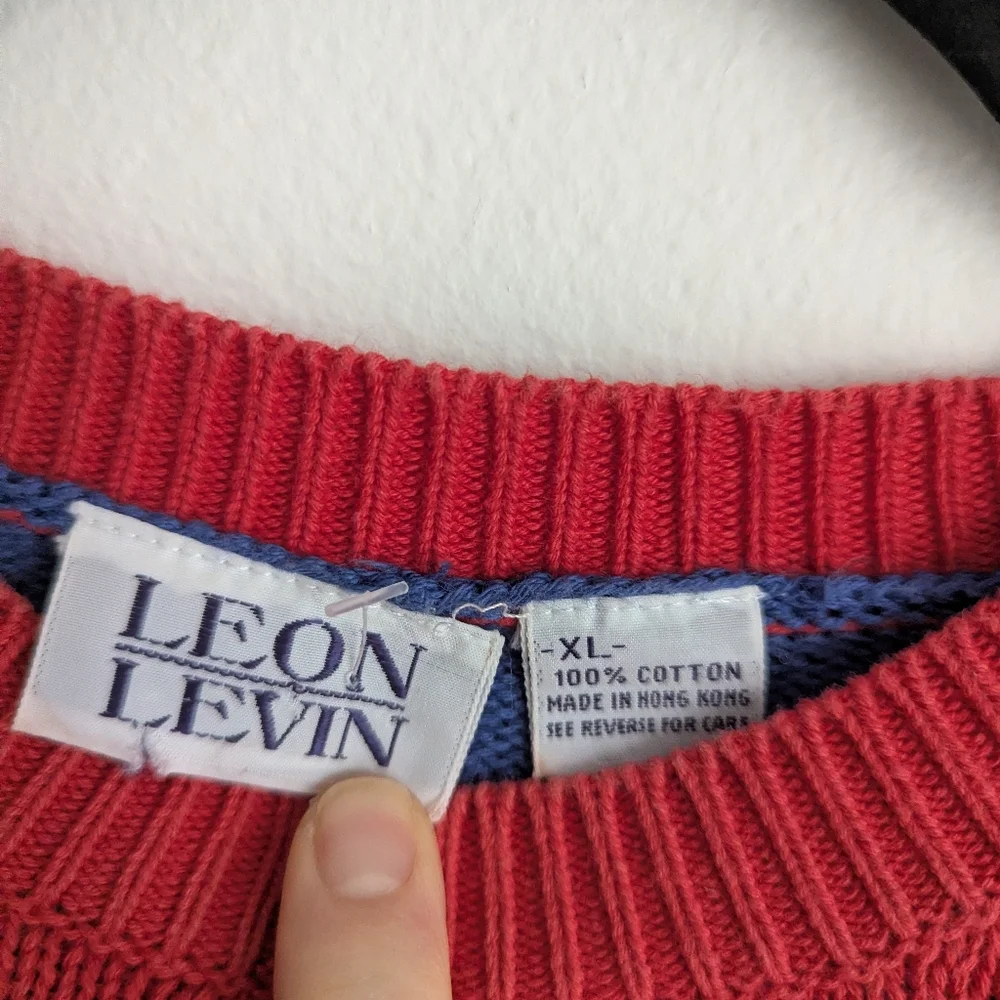 LEON
LEVIN
-XL-
100% COTTON
MADE IN HONG KONG
SEE REVERSE FOR CARE